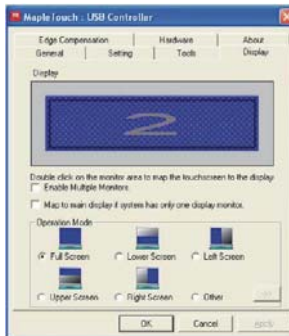 MapleTouch : USB Controller
Edge Compensation Hardware About
General Setting Tools Display
Display
2
Double click on the monitor area to map the touchscreen to the display
Enable Multiple Monitors
Map to main display if system has only one display monitor.
Operation Mode
Full Screen Lower Screen Left Screen
Upper Screen Right Screen Other
OK Cancel Apply